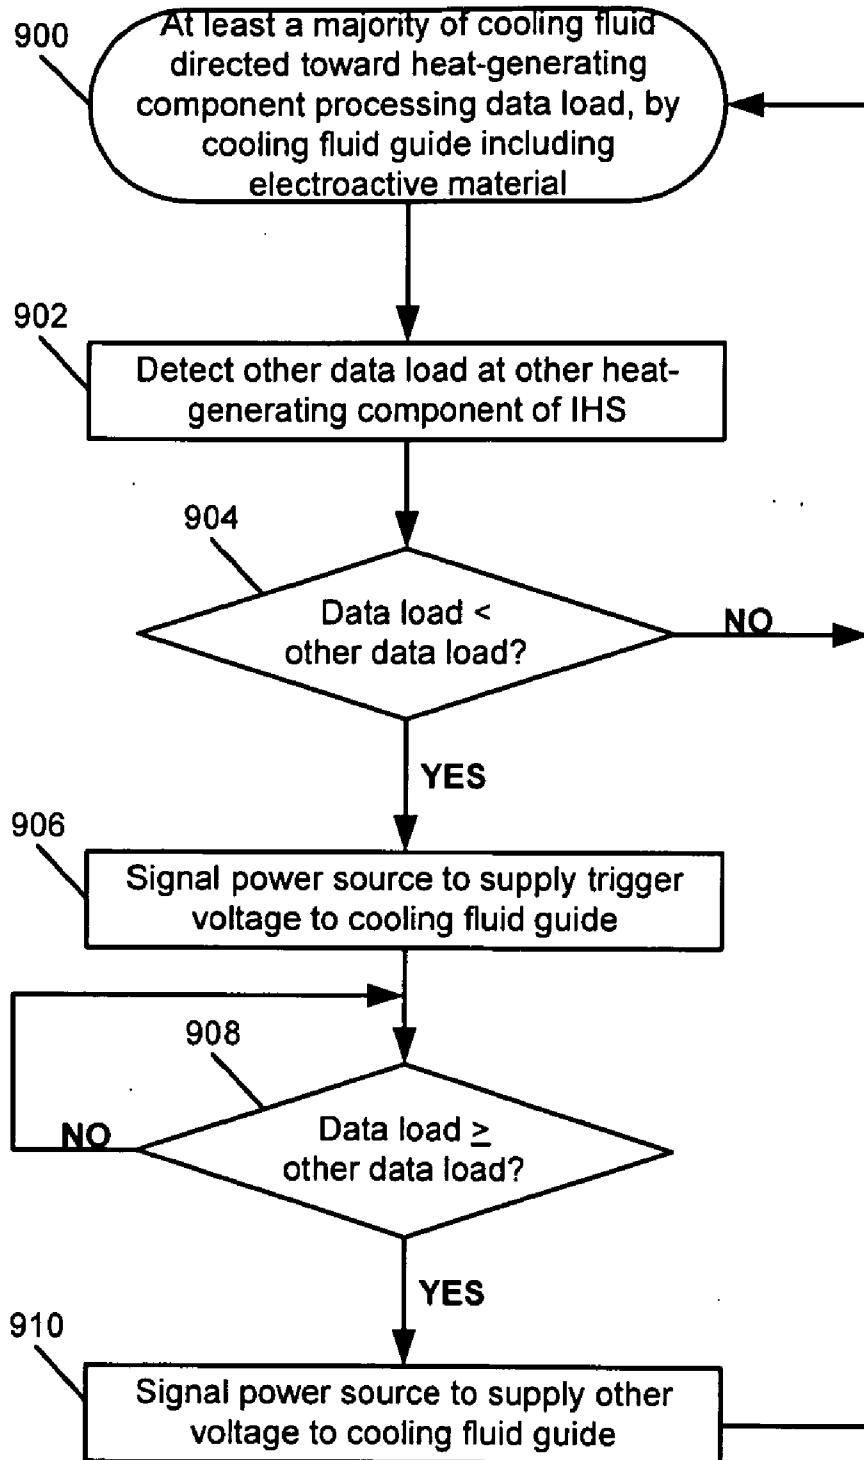 900
At least a majority of cooling fluid
directed toward heat-generating
component processing data load, by
cooling fluid guide including
electroactive material
902
Detect other data load at other heat-
generating component of IHS
904
Data load <
other data load?
NO
YES
906
Signal power source to supply trigger
voltage to cooling fluid guide
908
Data load ≥
other data load?
NO
YES
910
Signal power source to supply other
voltage to cooling fluid guide